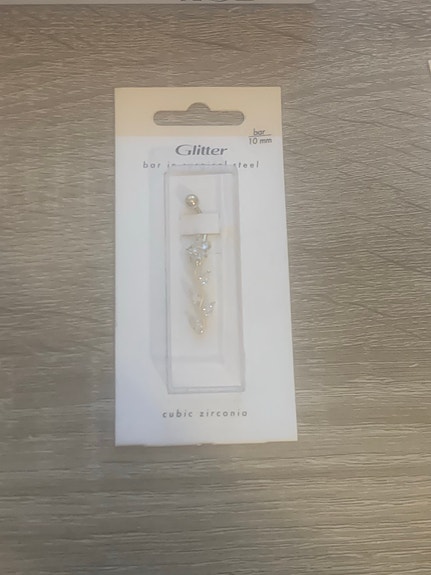 Glitter
bar
10 mm
bar in surgical steel
cubic zirconia